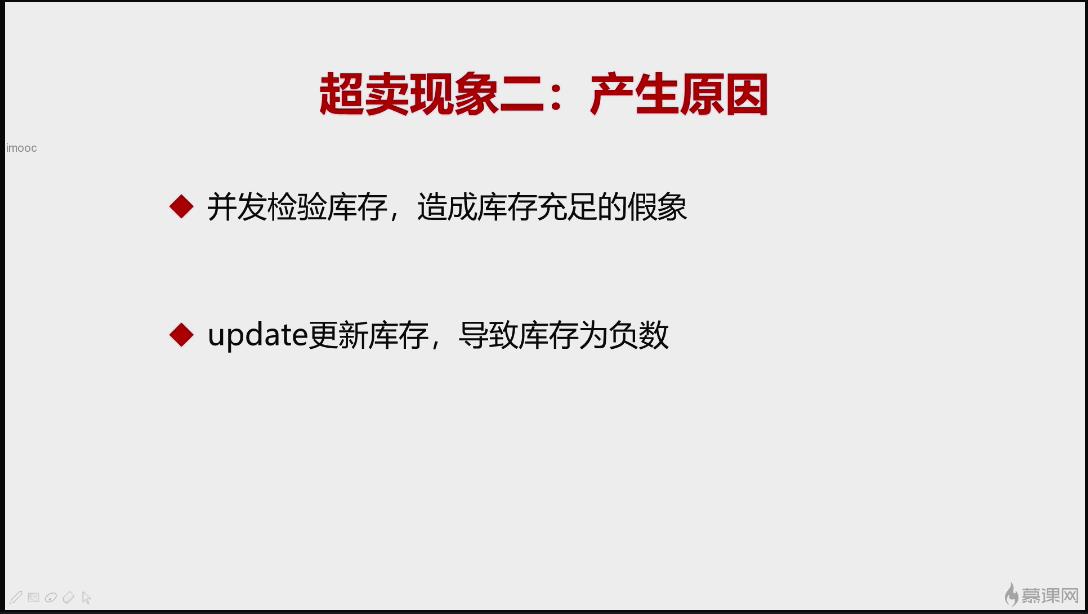 超卖现象二：产生原因
imooc
并发检验库存，造成库存充足的假象
update更新库存，导致库存为负数
慕课网